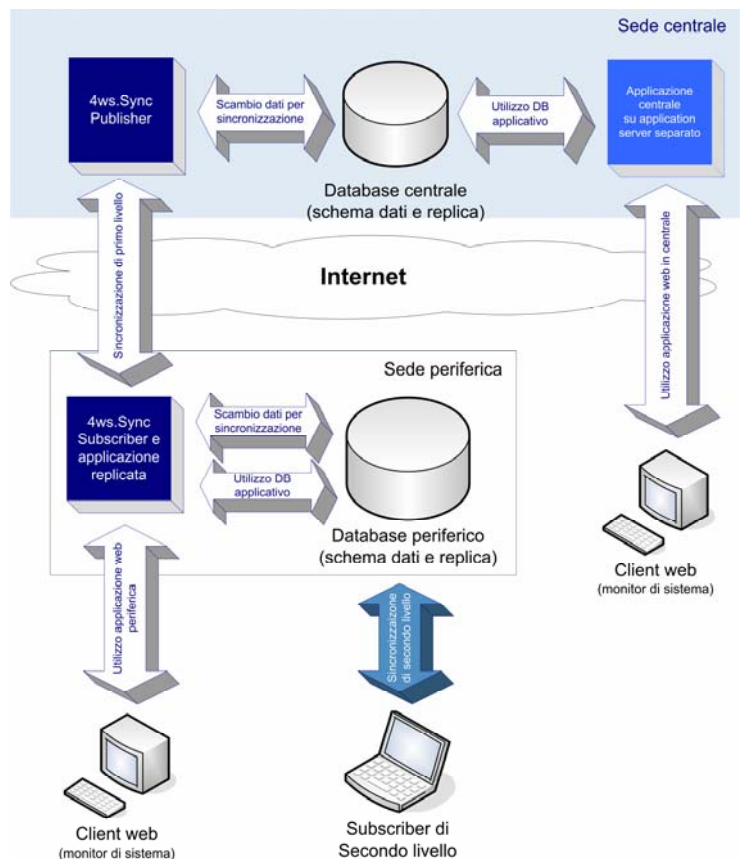 Sede centrale
4ws.Sync
Publisher
Scambio dati per
sincronizzazione
Utilizzo DB
applicativo
Applicazione
centrale
su application
server separato
Database centrale
(schema dati e replica)
Sincronizzazione di primo livello
Internet
Utilizzo applicazione web in centrale
Sede periferica
4ws.Sync
Subscriber e
applicazione
replicata
Scambio dati per
sincronizzazione
Utilizzo DB
applicativo
Database periferico
(schema dati e replica)
Client web
(monitor di sistema)
Utilizzo applicazione web
periferica
Sincronizzaizone
di secondo livello
Client web
(monitor di sistema)
Subscriber di
Secondo livello